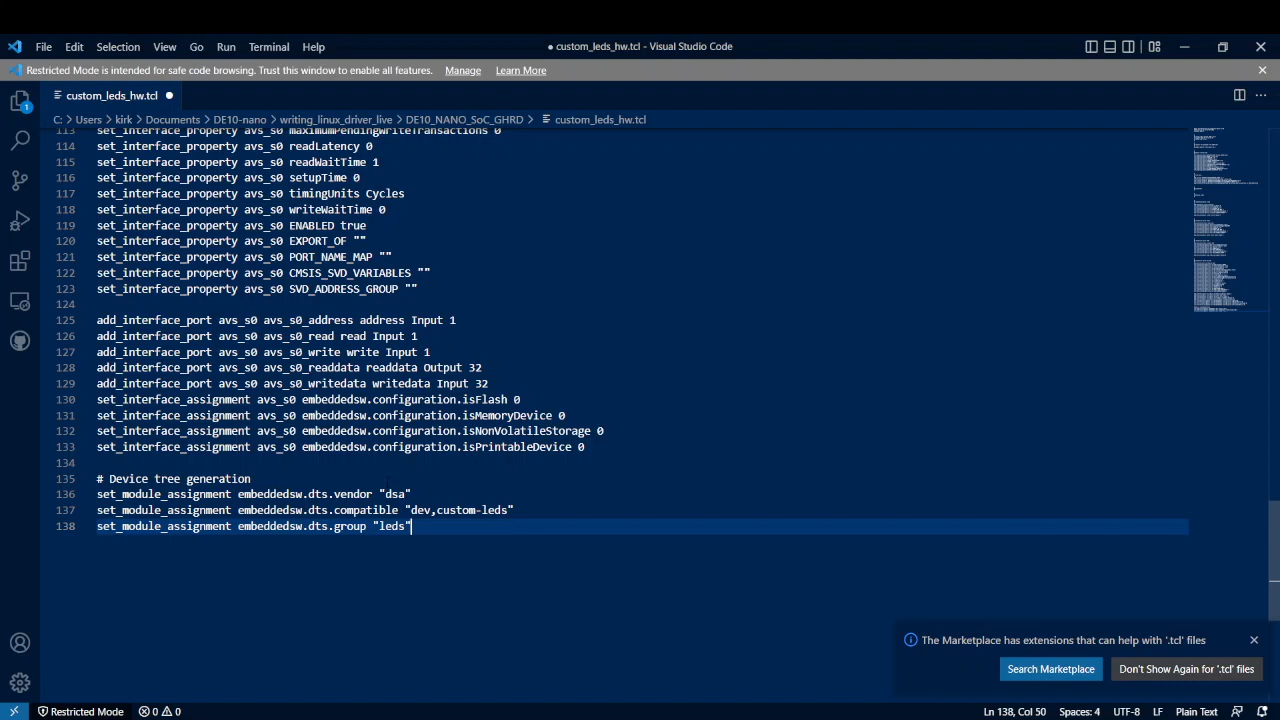 File Edit Selection View Go Run Terminal Help
● custom_leds_hw.tcl - Visual Studio Code
Restricted Mode is intended for safe code browsing. Trust this window to enable all features. Manage Learn More
custom_leds_hw.tcl ●
C: > Users > kirk > Documents > DE10-nano > writing_linux_driver_live > DE10_NANO_SoC_GHRD > custom_leds_hw.tcl
113 set_interface_property avs_s0 maximumPendingWriteTransactions 0
114 set_interface_property avs_s0 readLatency 0
115 set_interface_property avs_s0 readWaitTime 1
116 set_interface_property avs_s0 setupTime 0
117 set_interface_property avs_s0 timingUnits Cycles
118 set_interface_property avs_s0 writeWaitTime 0
119 set_interface_property avs_s0 ENABLED true
120 set_interface_property avs_s0 EXPORT_OF ""
121 set_interface_property avs_s0 PORT_NAME_MAP ""
122 set_interface_property avs_s0 CMSIS_SVD_VARIABLES ""
123 set_interface_property avs_s0 SVD_ADDRESS_GROUP ""
124
125 add_interface_port avs_s0 avs_s0_address address Input 1
126 add_interface_port avs_s0 avs_s0_read read Input 1
127 add_interface_port avs_s0 avs_s0_write write Input 1
128 add_interface_port avs_s0 avs_s0_readdata readdata Output 32
129 add_interface_port avs_s0 avs_s0_writedata writedata Input 32
130 set_interface_assignment avs_s0 embeddedsw.configuration.isFlash 0
131 set_interface_assignment avs_s0 embeddedsw.configuration.isMemoryDevice 0
132 set_interface_assignment avs_s0 embeddedsw.configuration.isNonVolatileStorage 0
133 set_interface_assignment avs_s0 embeddedsw.configuration.isPrintableDevice 0
134
135 # Device tree generation
136 set_module_assignment embeddedsw.dts.vendor "dsa"
137 set_module_assignment embeddedsw.dts.compatible "dev,custom-leds"
138 set_module_assignment embeddedsw.dts.group "leds"
The Marketplace has extensions that can help with '.tcl' files
Search Marketplace Don't Show Again for '.tcl' files
Restricted Mode 0 0 Ln 138, Col 50 Spaces: 4 UTF-8 LF Plain Text